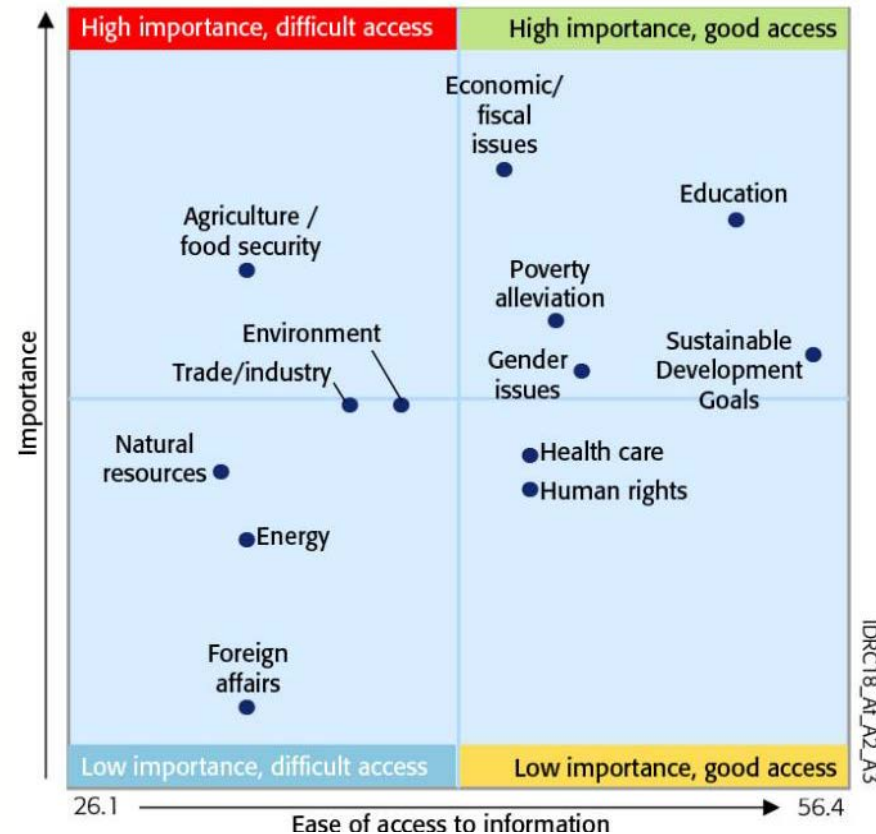 High importance, difficult access
High importance, good access
Economic/
fiscal
issues
Education
Agriculture /
food security
Poverty
alleviation
Environment
Sustainable
Development
Goals
Trade/industry
Gender
issues
Importance
Natural
resources
Health care
Human rights
Energy
Foreign
affairs
IDRC18_Af_A2_A3
Low importance, difficult access
Low importance, good access
26.1
56.4
Ease of access to information